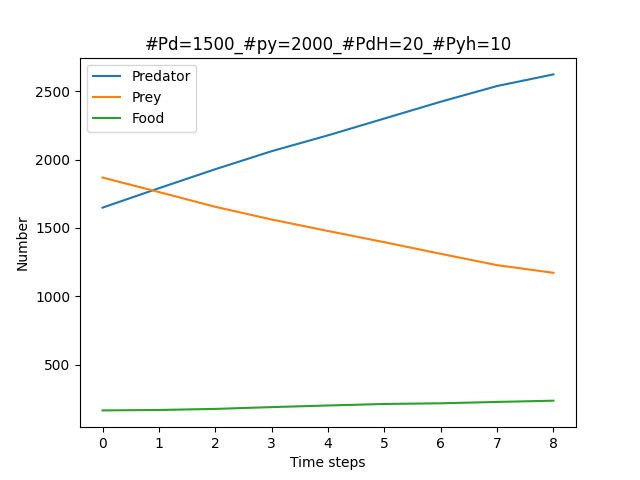 #Pd=1500_#py=2000_#PdH=20_#Pyh=10
Predator
Prey
Food
2500
2000
1500
1000
500
Number
0 1 2 3 4 5 6 7 8
Time steps